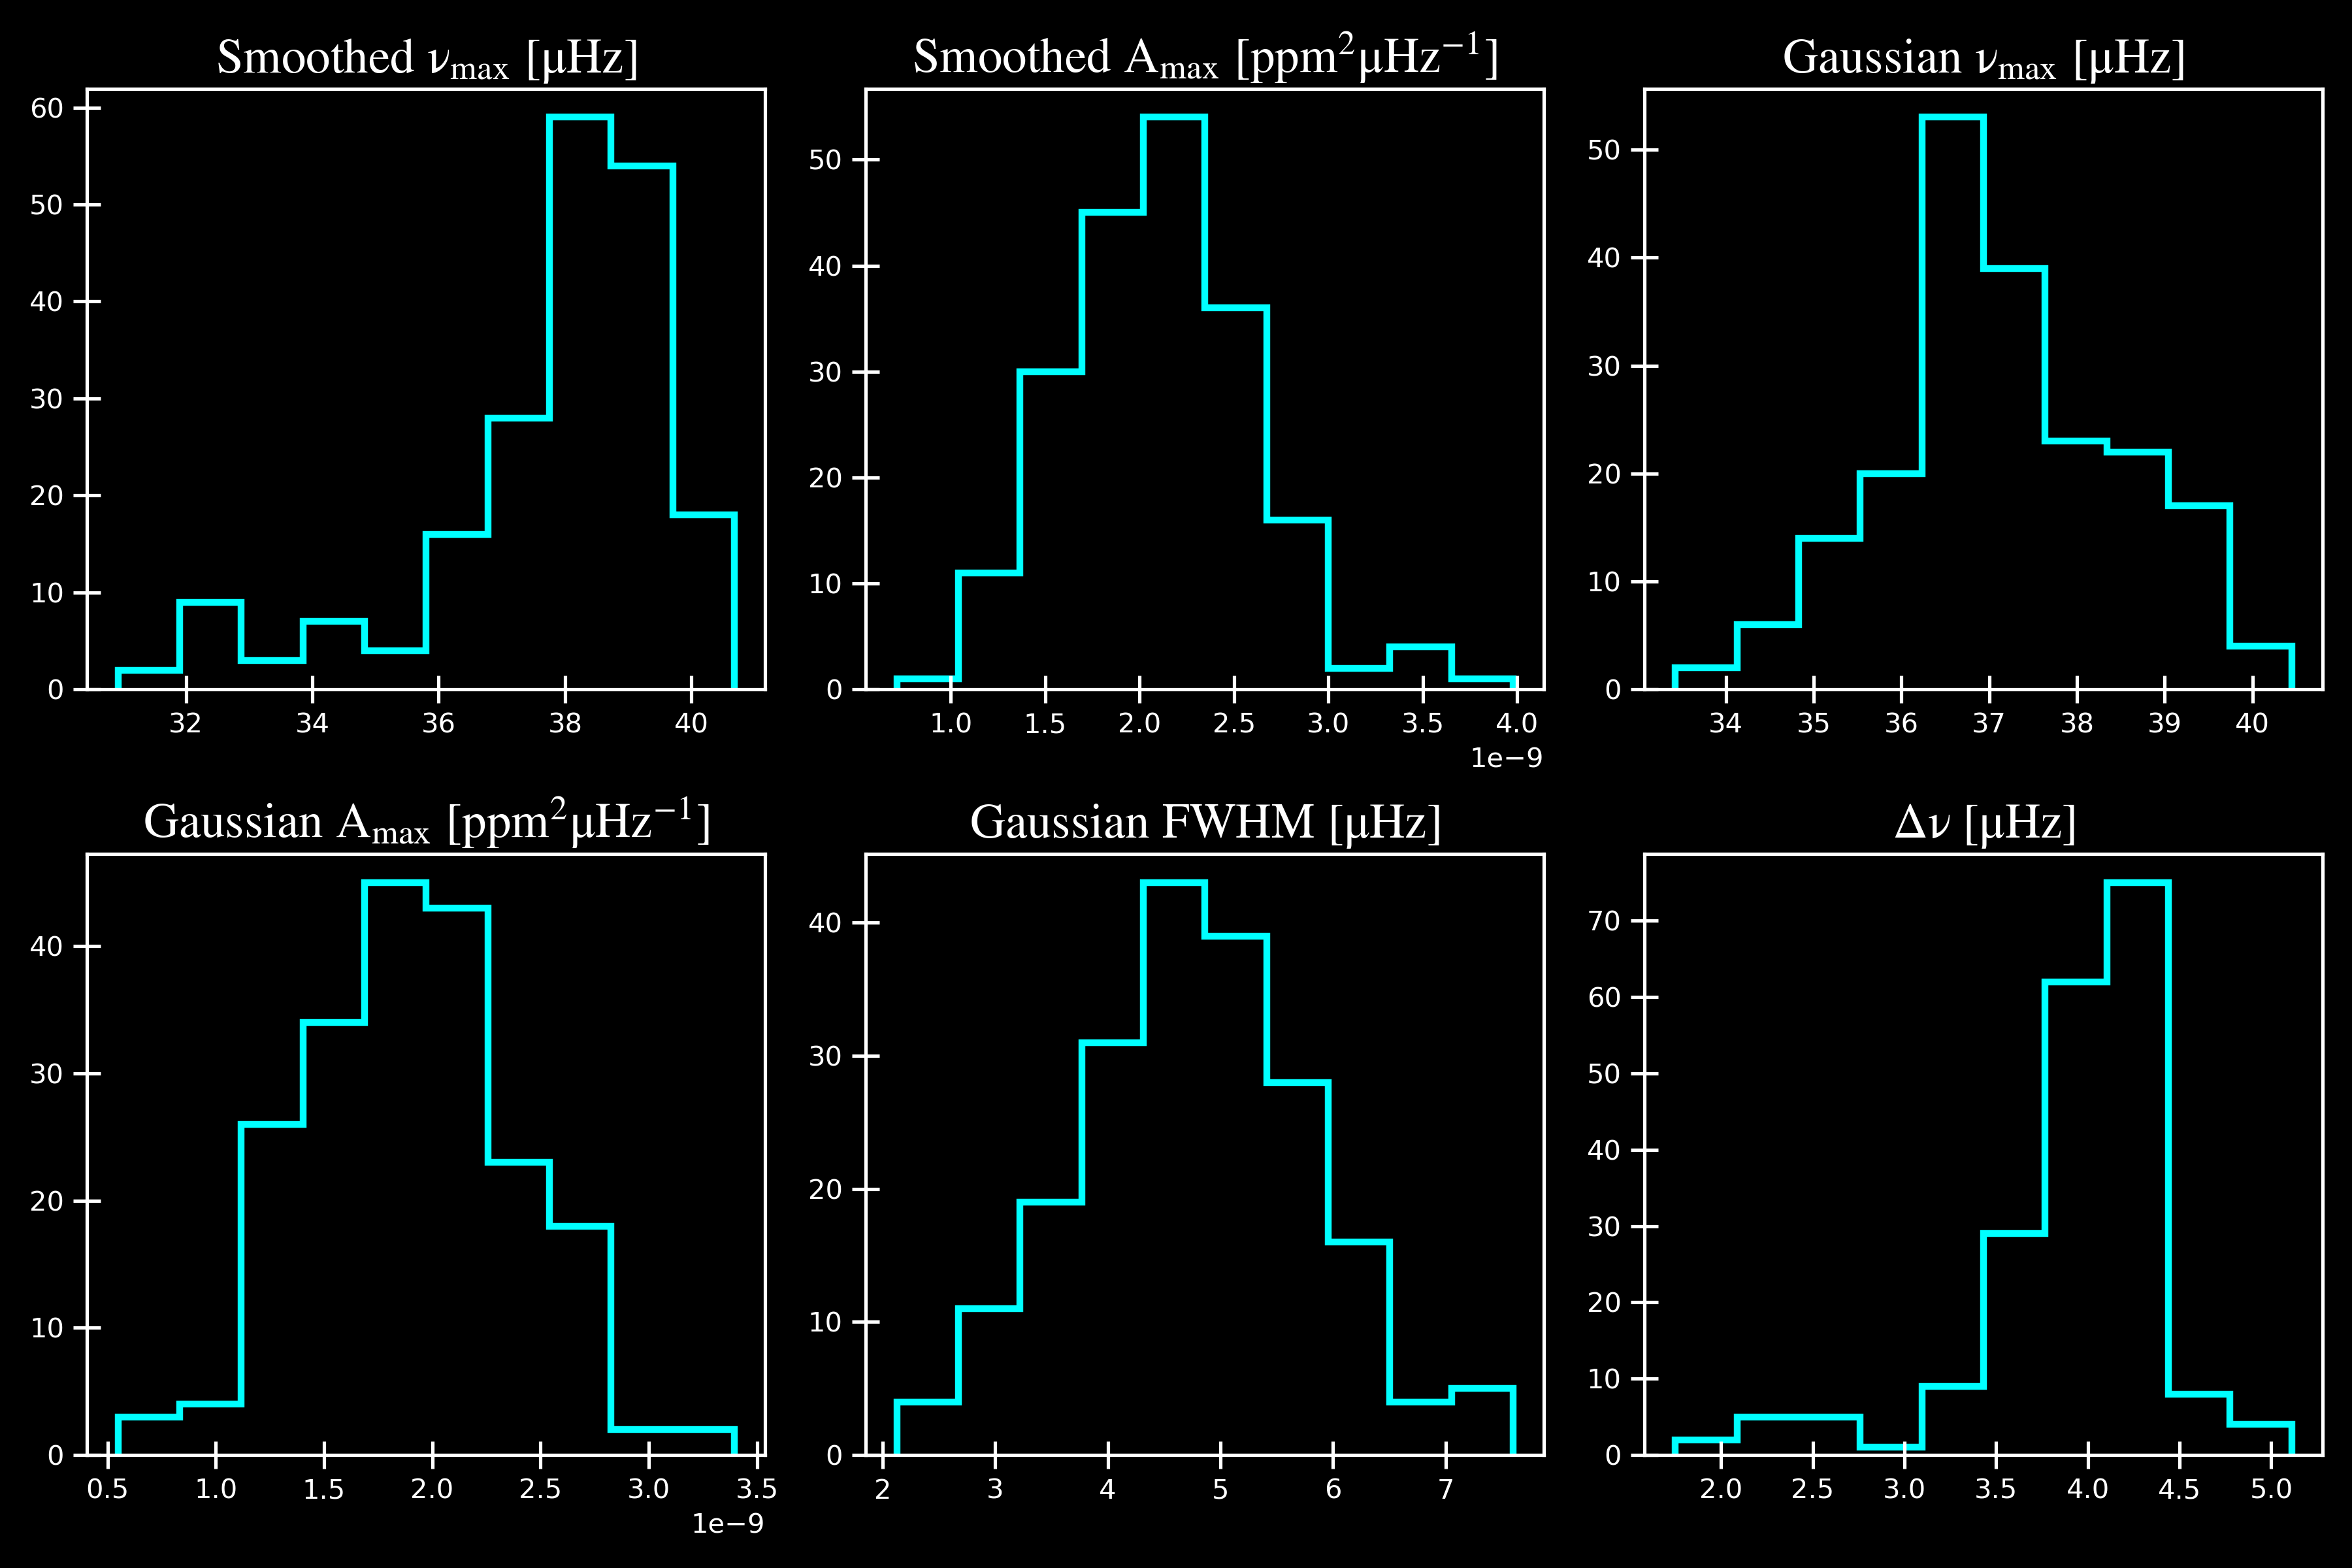 Smoothed ν_max [μHz]
60
50
40
30
20
10
0
32 34 36 38 40
Smoothed A_max [ppm²μHz⁻¹]
50
40
30
20
10
0
1.0 1.5 2.0 2.5 3.0 3.5 4.0
1e−9
Gaussian ν_max [μHz]
50
40
30
20
10
0
34 35 36 37 38 39 40
Gaussian A_max [ppm²μHz⁻¹]
40
30
20
10
0
0.5 1.0 1.5 2.0 2.5 3.0 3.5
1e−9
Gaussian FWHM [μHz]
40
30
20
10
0
2 3 4 5 6 7
Δν [μHz]
70
60
50
40
30
20
10
0
2.0 2.5 3.0 3.5 4.0 4.5 5.0